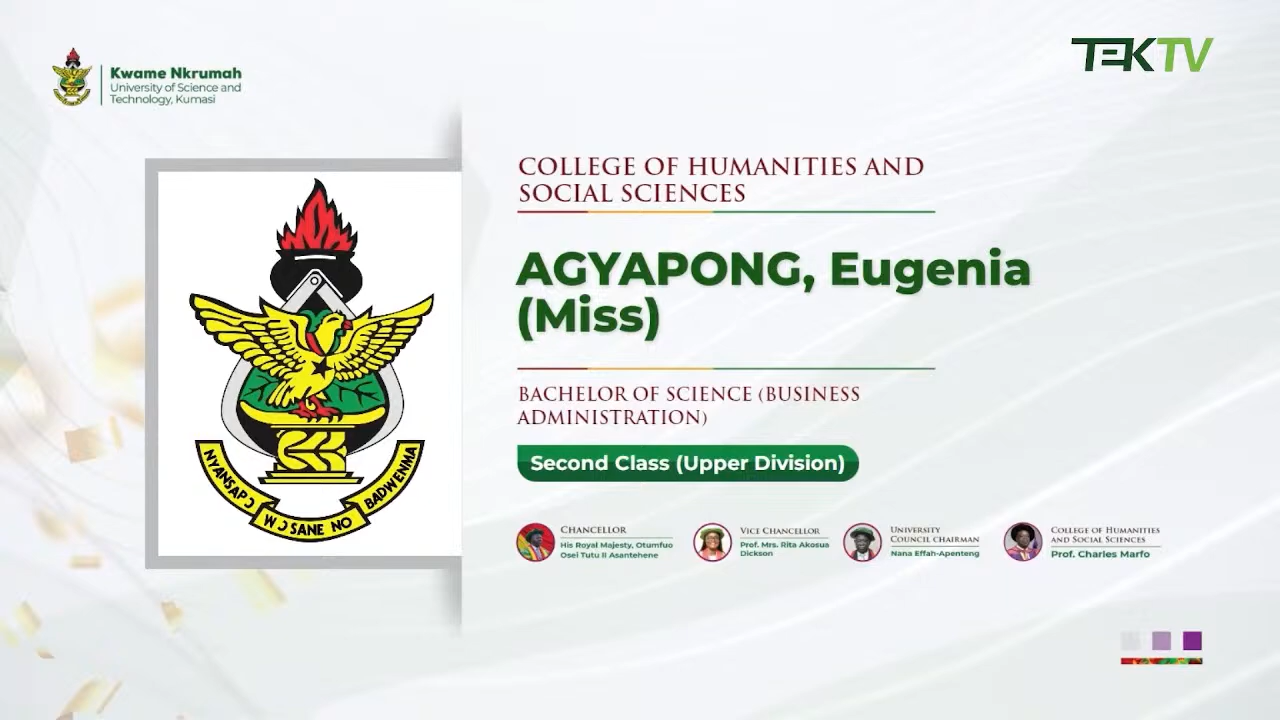 Kwame Nkrumah
University of Science and
Technology, Kumasi
TEKTV
COLLEGE OF HUMANITIES AND
SOCIAL SCIENCES
AGYAPONG, Eugenia
(Miss)
BACHELOR OF SCIENCE (BUSINESS
ADMINISTRATION)
Second Class (Upper Division)
NYANSAPƆ WƆSANE NO BADWENMA
CHANCELLOR
His Royal Majesty, Otumfuo
Osei Tutu II Asantehene
VICE CHANCELLOR
Prof. Mrs. Rita Akosua
Dickson
UNIVERSITY
COUNCIL CHAIRMAN
Nana Effah-Apenteng
COLLEGE OF HUMANITIES
AND SOCIAL SCIENCES
Prof. Charles Marfo